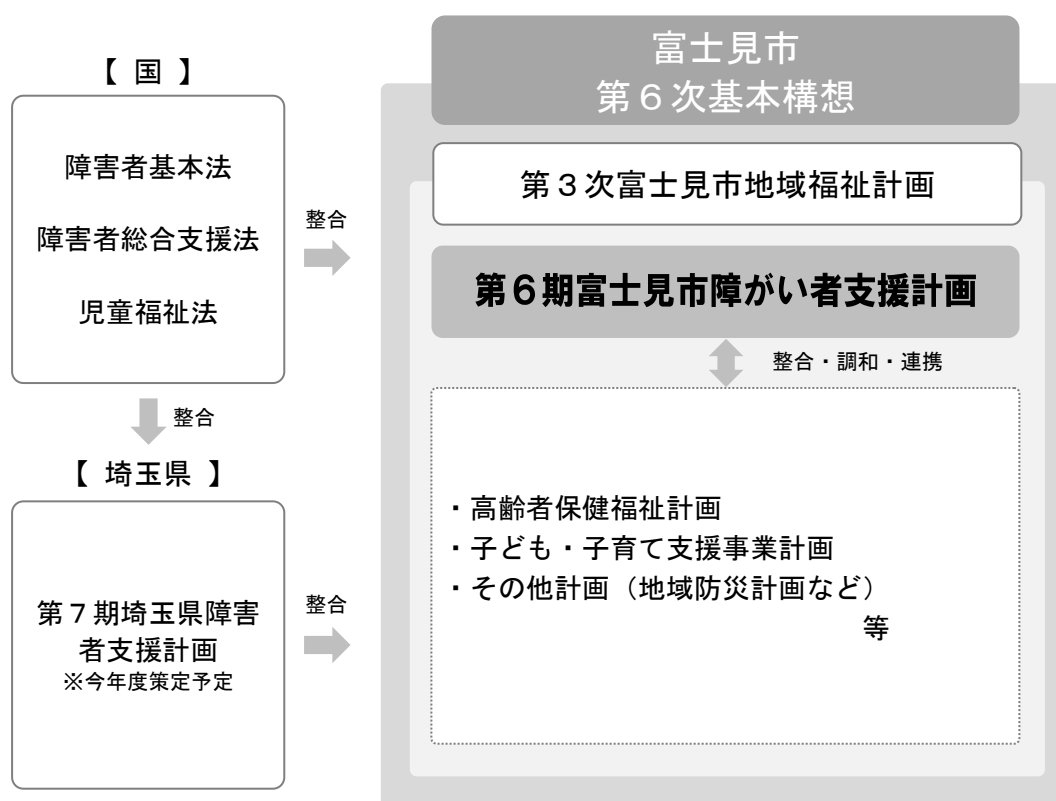 【 国 】
障害者基本法
障害者総合支援法
児童福祉法
整合
整合
【 埼玉県 】
第７期埼玉県障害
者支援計画
※今年度策定予定
整合
富士見市
第６次基本構想
第３次富士見市地域福祉計画
第６期富士見市障がい者支援計画
整合・調和・連携
・高齢者保健福祉計画
・子ども・子育て支援事業計画
・その他計画（地域防災計画など）
等